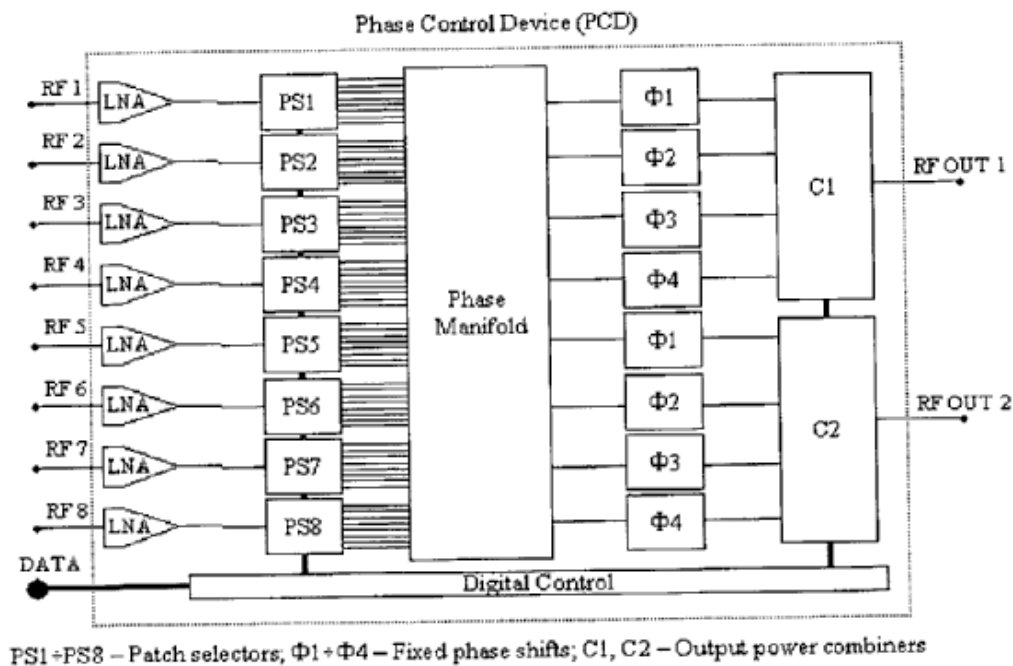 Phase Control Device (PCD)
RF 1
LNA
PS1
Φ1
RF 2
LNA
PS2
Φ2
RF 3
LNA
PS3
Φ3
RF 4
LNA
PS4
Φ4
C1
RF OUT 1
Phase
Manifold
RF 5
LNA
PS5
Φ1
RF 6
LNA
PS6
Φ2
RF 7
LNA
PS7
Φ3
RF 8
LNA
PS8
Φ4
C2
RF OUT 2
DATA
Digital Control
PS1÷PS8 – Patch selectors; Φ1÷Φ4 – Fixed phase shifts; C1, C2 – Output power combiners